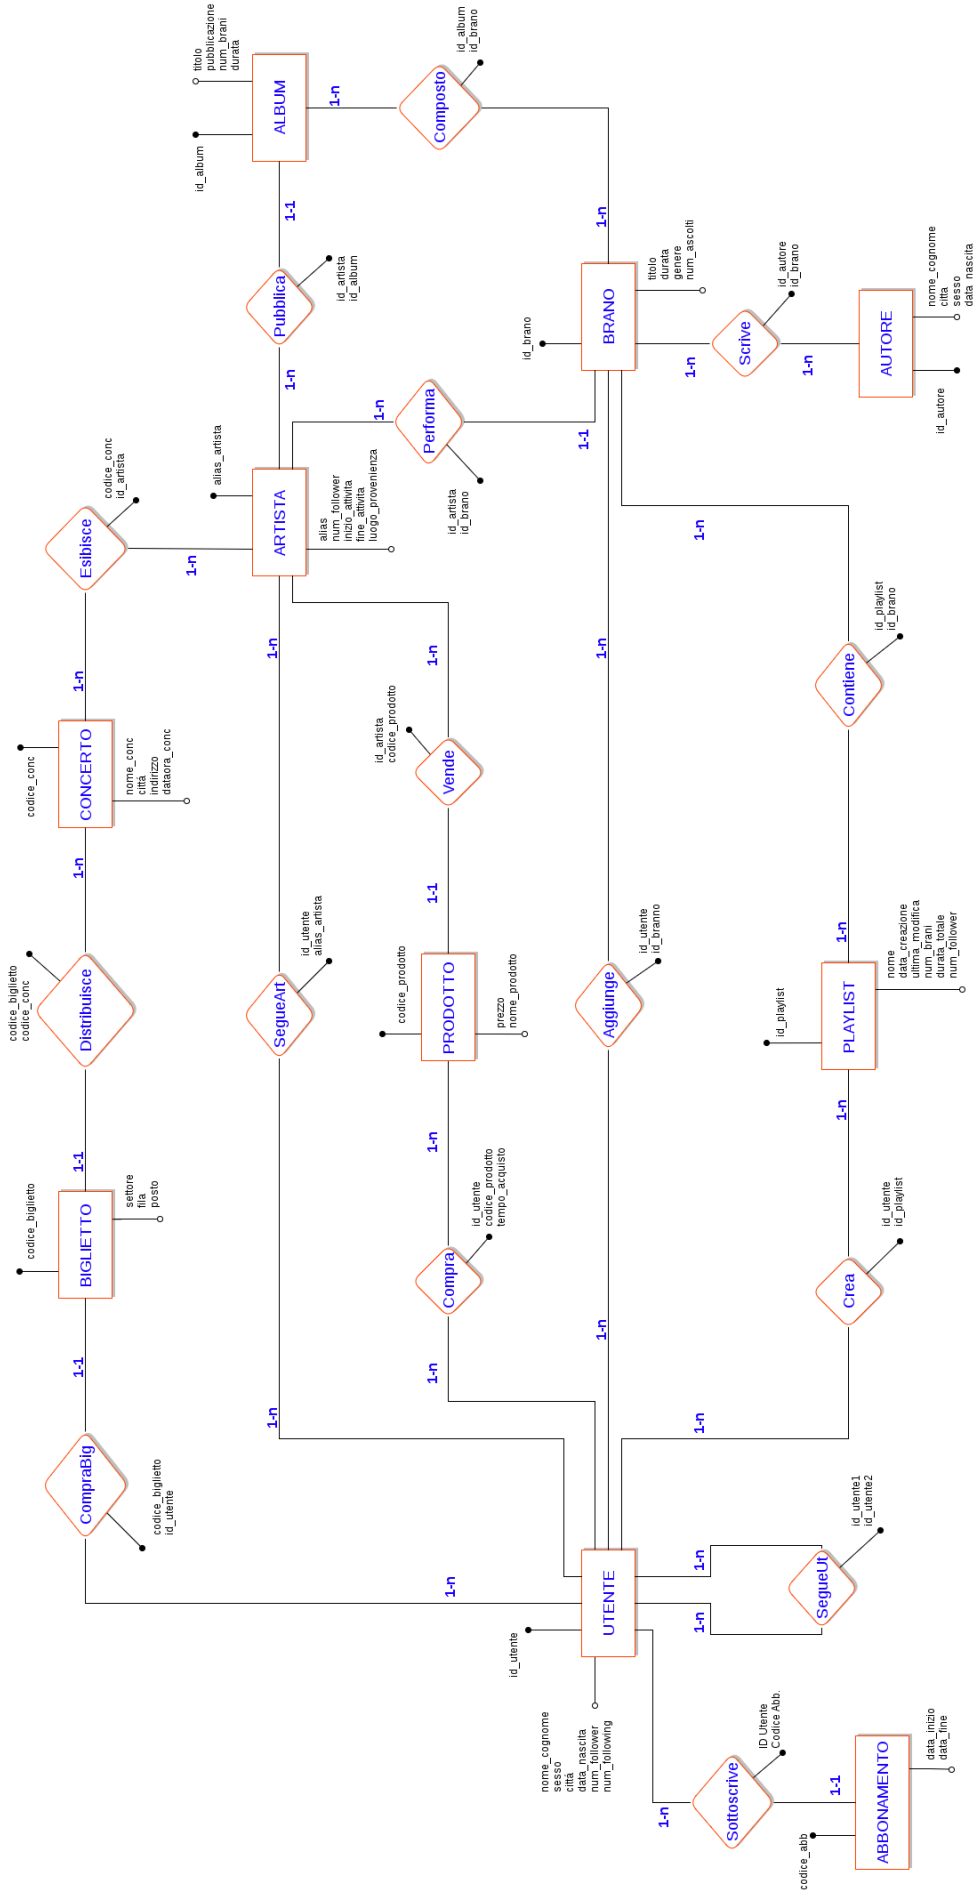 CompraBig
codice_biglietto
id_utente
1-1
codice_biglietto
BIGLIETTO
settore
fila
posto
1-1
codice_biglietto
codice_conc
Distribuisce
1-n
codice_conc
CONCERTO
nome_conc
città
indirizzo
dataora_conc
1-n
Esibisce
codice_conc
id_artista
1-n
1-n
1-n
SegueArt
id_utente
alias_artista
1-n
alias_artista
ARTISTA
alias
num_follower
inizio_attivita
fine_attivita
luogo_provenienza
1-n
Pubblica
id_artista
id_album
1-1
id_album
ALBUM
titolo
pubblicazione
num_brani
durata
1-n
Composto
id_album
id_brano
1-n
1-n
Compra
id_utente
codice_prodotto
tempo_acquisto
1-n
codice_prodotto
PRODOTTO
prezzo
nome_prodotto
1-1
Vende
id_artista
codice_prodotto
1-n
1-n
Performa
id_artista
id_brano
1-1
id_utente
UTENTE
nome_cognome
sesso
città
data_nascita
num_follower
num_following
1-n
Aggiunge
id_utente
id_branno
1-n
id_brano
BRANO
titolo
durata
genere
num_ascolti
1-n
1-n
Sottoscrive
ID Utente
Codice Abb.
1-1
codice_abb
ABBONAMENTO
data_inizio
data_fine
1-n
1-n
SegueUt
id_utente1
id_utente2
1-n
Crea
id_utente
id_playlist
1-n
id_playlist
PLAYLIST
nome
data_creazione
ultima_modifica
num_brani
durata_totale
num_follower
1-n
Contiene
id_playlist
id_brano
1-n
1-n
Scrive
id_autore
id_brano
1-n
id_autore
AUTORE
nome_cognome
città
sesso
data_nascita